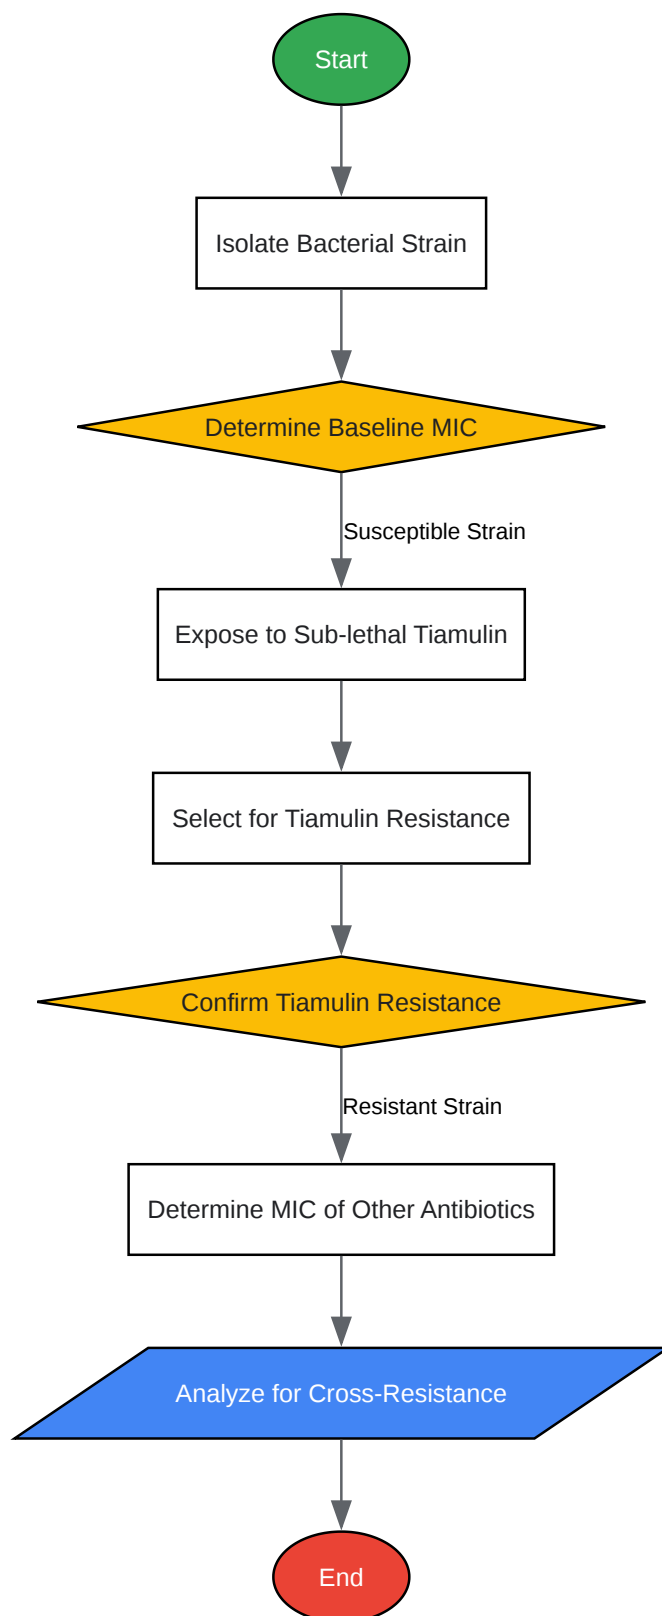 Start
Isolate Bacterial Strain
Determine Baseline MIC
Susceptible Strain
Expose to Sub-lethal Tiamulin
Select for Tiamulin Resistance
Confirm Tiamulin Resistance
Resistant Strain
Determine MIC of Other Antibiotics
Analyze for Cross-Resistance
End